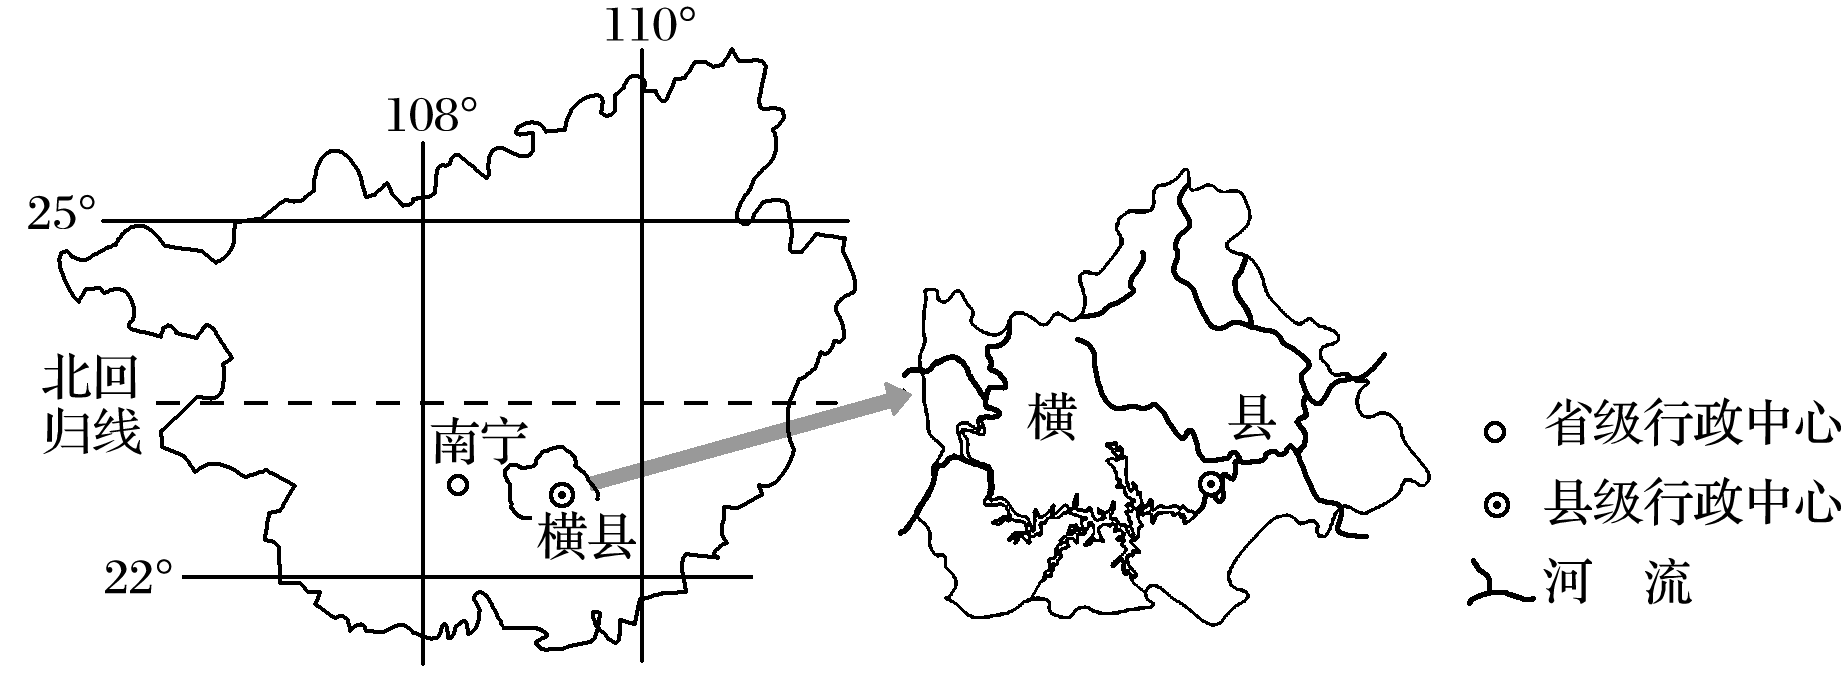 110°
108°
25°
北回
归线
南宁
横县
22°
横 县
省级行政中心
县级行政中心
河 流